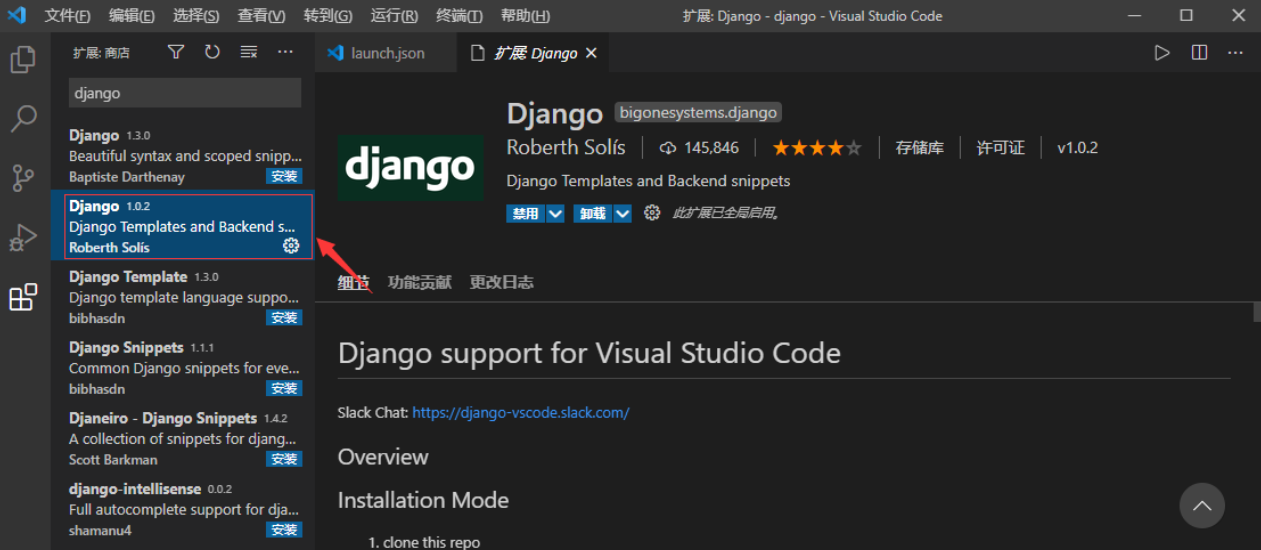 文件(F) 编辑(E) 选择(S) 查看(V) 转到(G) 运行(R) 终端(T) 帮助(H) 扩展: Django - django - Visual Studio Code
扩展: 商店
launch.json
扩展: Django
django
Django 1.3.0
Beautiful syntax and scoped snipp...
Baptiste Darthenay 安装
Django 1.0.2
Django Templates and Backend s...
Roberth Solís
Django Template 1.3.0
Django template language suppo...
bibhasdn 安装
Django Snippets 1.1.1
Common Django snippets for eve...
bibhasdn 安装
Djaneiro - Django Snippets 1.4.2
A collection of snippets for djang...
Scott Barkman 安装
django-intellisense 0.0.2
Full autocomplete support for dja...
shamanu4 安装
django
Django bigonesystems.django
Roberth Solís 145,846 存储库 许可证 v1.0.2
Django Templates and Backend snippets
禁用 卸载 此扩展已全局启用。
细节 功能贡献 更改日志
Django support for Visual Studio Code
Slack Chat: https://django-vscode.slack.com/
Overview
Installation Mode
1. clone this repo